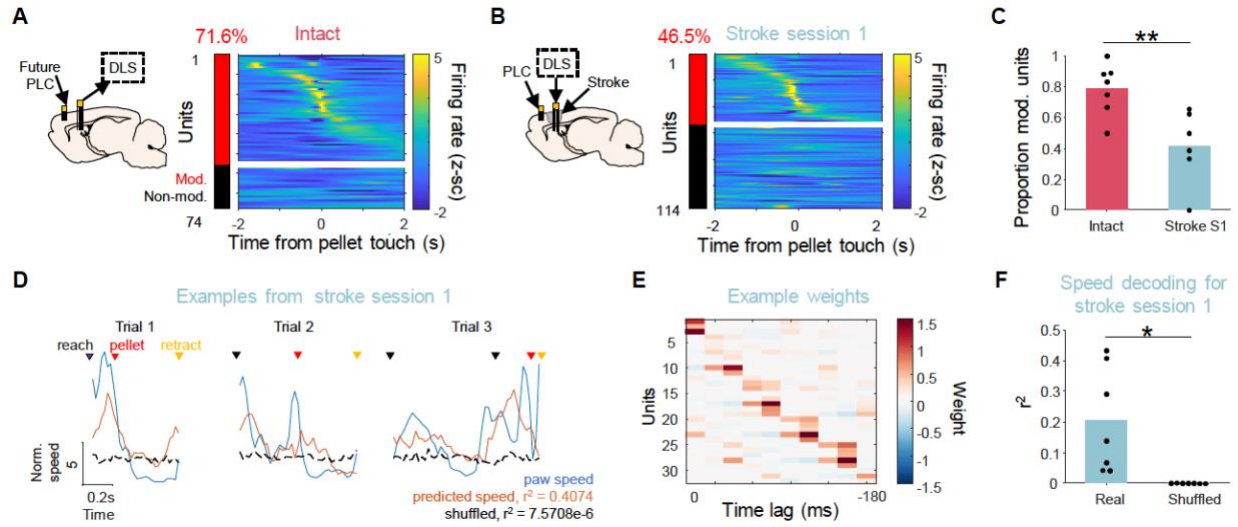 A
71.6%
Intact
Future
PLC
DLS
1
Units
Mod.
Non-mod.
74
-2
0
2
Time from pellet touch (s)
5
-2
Firing rate (z-sc)
B
46.5%
Stroke session 1
PLC
DLS
Stroke
1
Units
114
-2
0
2
Time from pellet touch (s)
5
-2
Firing rate (z-sc)
C
**
Proportion mod. units
1
0.8
0.6
0.4
0.2
0
Intact
Stroke S1
D
Examples from stroke session 1
Trial 1
Trial 2
Trial 3
reach
pellet
retract
Norm.
speed
5
0.2s
Time
paw speed
predicted speed, r² = 0.4074
shuffled, r² = 7.5708e-6
E
Example weights
Units
5
10
15
20
25
30
0
-180
Time lag (ms)
1.5
1
0.5
0
-0.5
-1
-1.5
Weight
F
Speed decoding for
stroke session 1
*
r²
0.5
0.4
0.3
0.2
0.1
0
Real
Shuffled